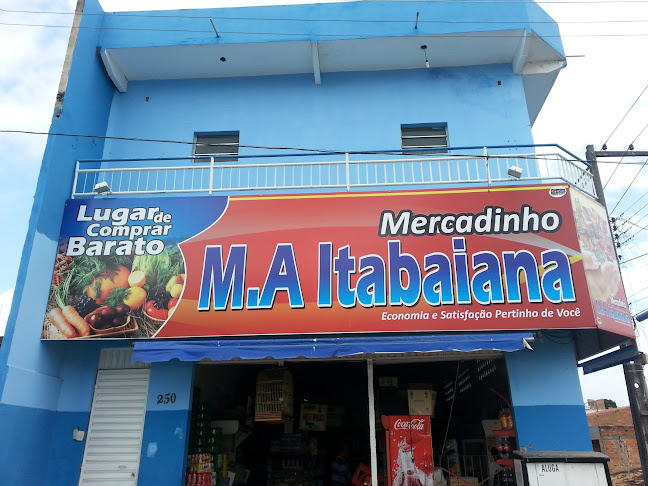 Lugar de
Comprar
Barato
Mercadinho
M.A Itabaiana
Economia e Satisfação Pertinho de Você
250
Coca-Cola
ALUGA